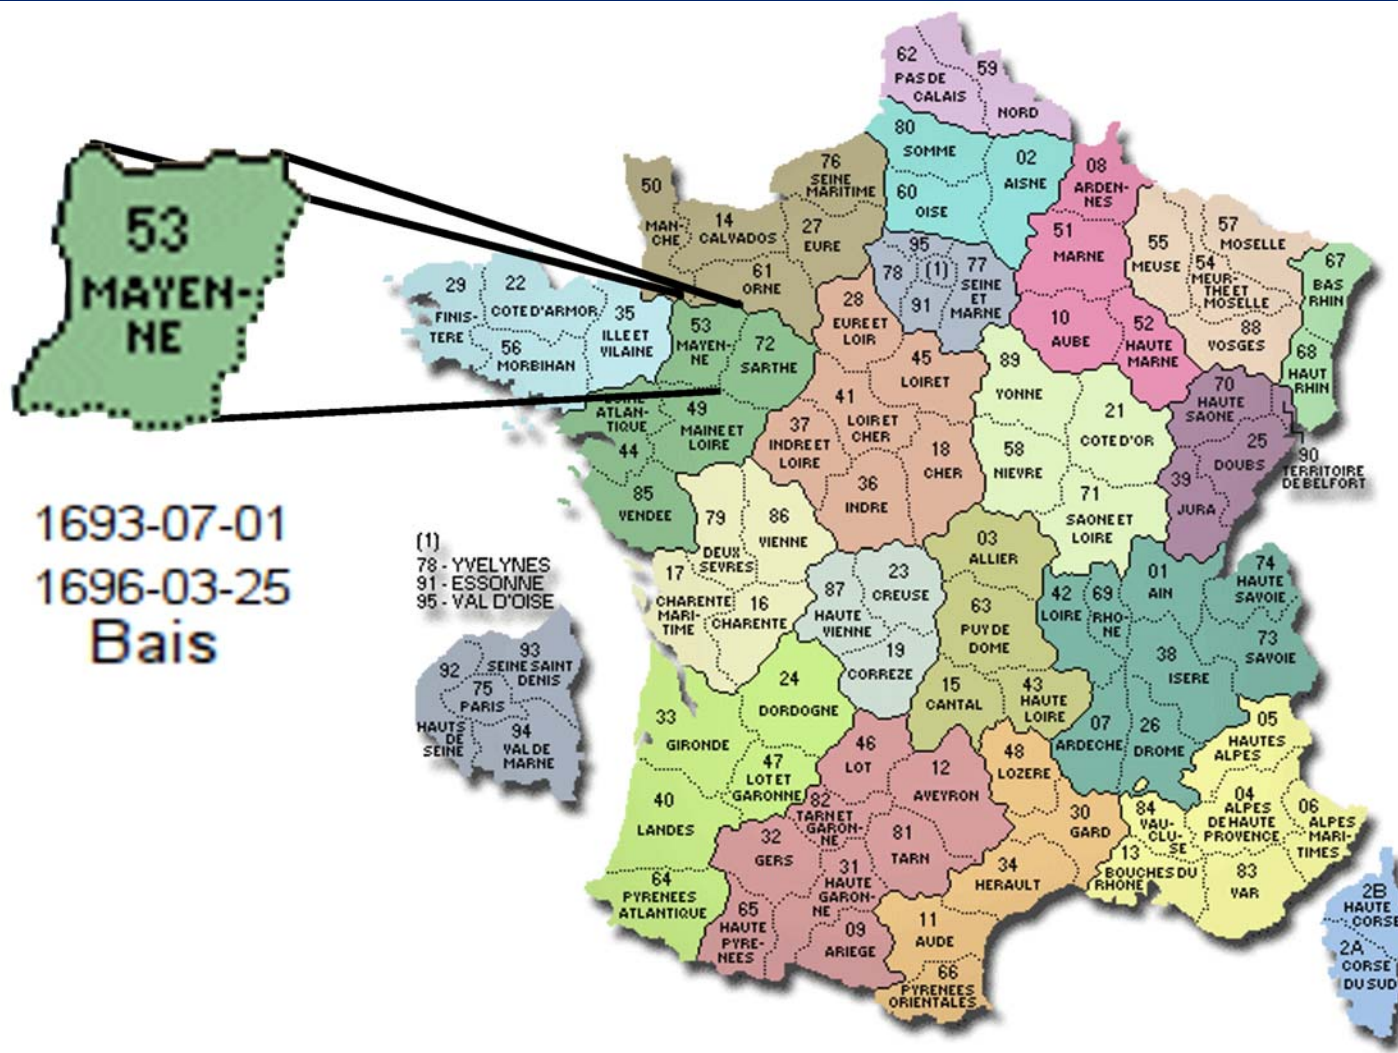 53
MAYEN-
NE
1693-07-01
1696-03-25
Bais
62
PAS DE
CALAIS
59
NORD
80
SOMME
02
AISNE
60
OISE
76
SEINE
MARITIME
27
EURE
50
MAN-
CHE
14
CALVADOS
61
ORNE
08
ARDEN-
NES
51
MARNE
10
AUBE
52
HAUTE
MARNE
55
MEUSE
57
MOSELLE
54
MEUR-
THE ET
MOSELLE
88
VOSGES
67
BAS
RHIN
68
HAUT
RHIN
95
78
(1)
91
77
SEINE
ET
MARNE
29
FINIS-
TERE
22
COTE D'ARMOR
56
MORBIHAN
35
ILLE ET
VILAINE
53
MAYEN-
NE
72
SARTHE
ATLAN-
TIQUE
44
49
MAINE ET
LOIRE
85
VENDEE
28
EURE ET
LOIR
45
LOIRET
41
LOIR ET
CHER
37
INDRE ET
LOIRE
18
CHER
36
INDRE
89
YONNE
21
COTE D'OR
58
NIEVRE
71
SAONE ET
LOIRE
70
HAUTE
SAONE
25
DOUBS
39
JURA
90
TERRITOIRE
DE BELFORT
79
DEUX
SEVRES
86
VIENNE
17
CHARENTE
MARI-
TIME
16
CHARENTE
87
HAUTE
VIENNE
23
CREUSE
19
CORREZE
03
ALLIER
63
PUY DE
DOME
15
CANTAL
43
HAUTE
LOIRE
42
LOIRE
69
RHO-
NE
01
AIN
74
HAUTE
SAVOIE
73
SAVOIE
38
ISERE
07
ARDECHE
26
DROME
(1)
78 - YVELYNES
91 - ESSONNE
95 - VAL D'OISE
92
HAUTS
DE
SEINE
93
SEINE SAINT
DENIS
75
PARIS
94
VAL DE
MARNE
24
DORDOGNE
33
GIRONDE
47
LOT ET
GARONNE
40
LANDES
64
PYRENEES
ATLANTIQUE
46
LOT
12
AVEYRON
82
TARN ET
GARON-
NE
81
TARN
32
GERS
31
HAUTE
GARON-
NE
65
HAUTE
PYRE-
NEES
09
ARIEGE
48
LOZERE
30
GARD
34
HERAULT
11
AUDE
66
PYRENEES
ORIENTALES
05
HAUTES
ALPES
04
ALPES
DE HAUTE
PROVENCE
06
ALPES
MARI-
TIMES
84
VAU-
CLU-
SE
13
BOUCHES DU
RHONE
83
VAR
2B
HAUTE
CORSE
2A
CORSE
DU SUD